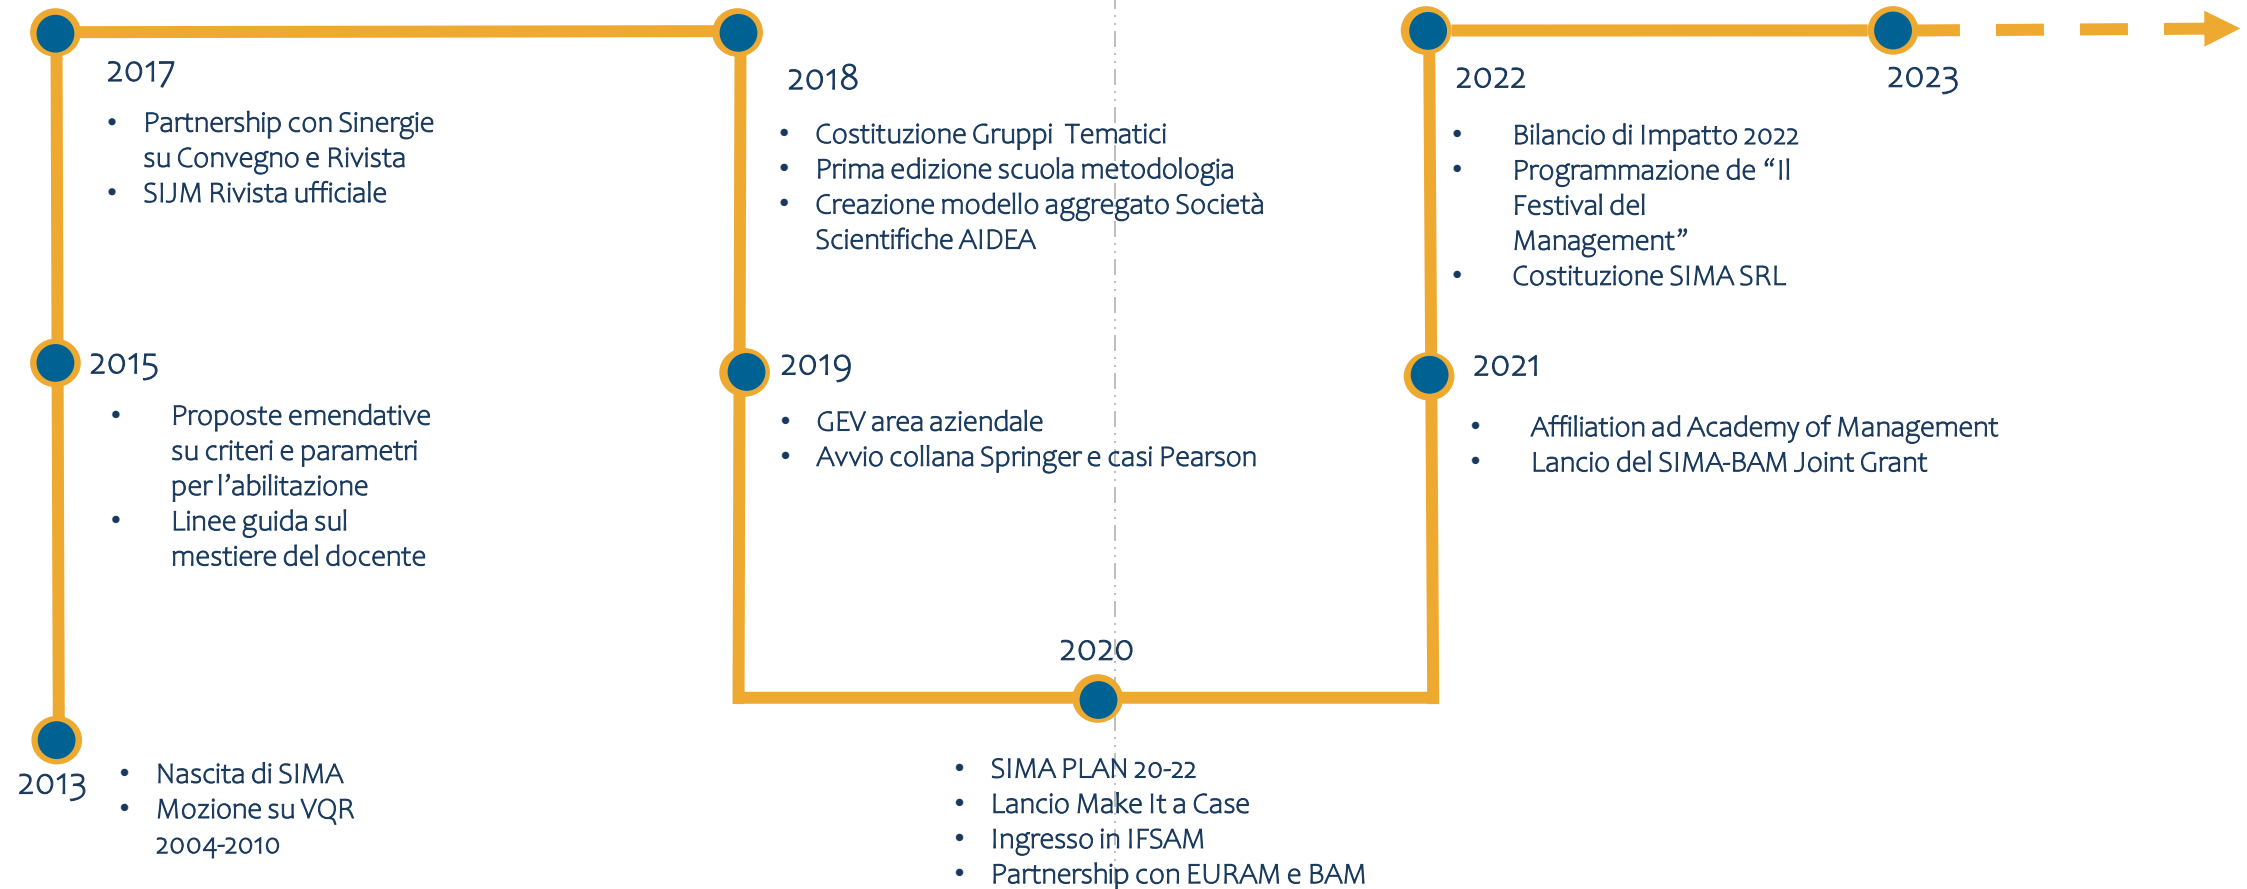 2017
• Partnership con Sinergie
su Convegno e Rivista
• SIJM Rivista ufficiale
2018
• Costituzione Gruppi Tematici
• Prima edizione scuola metodologia
• Creazione modello aggregato Società
Scientifiche AIDEA
2022
• Bilancio di Impatto 2022
• Programmazione de “Il
Festival del
Management”
• Costituzione SIMA SRL
2023
2015
• Proposte emendative
su criteri e parametri
per l’abilitazione
• Linee guida sul
mestiere del docente
2019
• GEV area aziendale
• Avvio collana Springer e casi Pearson
2021
• Affiliation ad Academy of Management
• Lancio del SIMA-BAM Joint Grant
2013
• Nascita di SIMA
• Mozione su VQR
2004-2010
2020
• SIMA PLAN 20-22
• Lancio Make It a Case
• Ingresso in IFSAM
• Partnership con EURAM e BAM